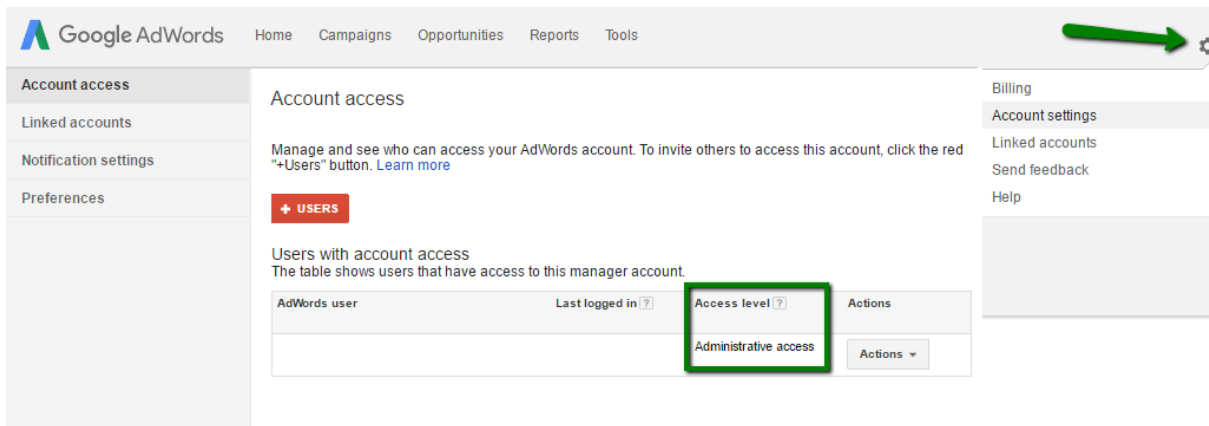 Google AdWords Home Campaigns Opportunities Reports Tools
Account access
Linked accounts
Notification settings
Preferences
Account access
Manage and see who can access your AdWords account. To invite others to access this account, click the red
"+Users" button. Learn more
+ USERS
Users with account access
The table shows users that have access to this manager account.
AdWords user Last logged in ? Access level ? Actions
Administrative access Actions
Billing
Account settings
Linked accounts
Send feedback
Help